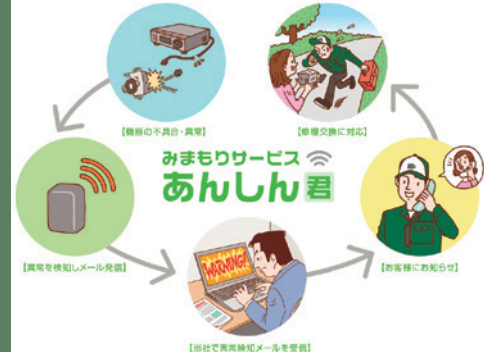 【機器の不具合・異常】
【修理交換に対応】
みまもりサービス
あんしん君
【異常を検知しメール発信】
WARNING!
【お客様にお知らせ】
【当社で異常検知メールを受信】